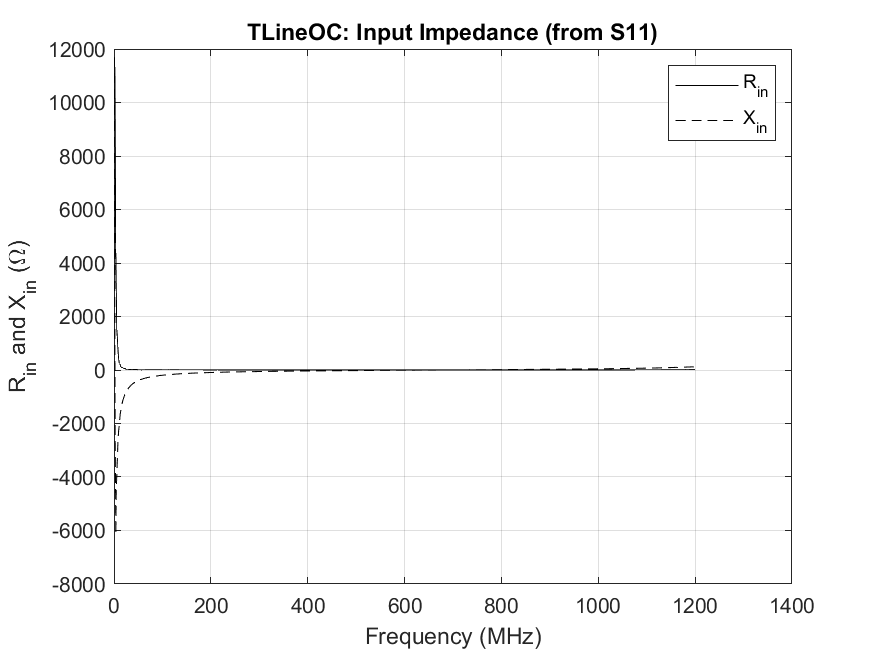 TLineOC: Input Impedance (from S11)
R_in and X_in (Ω)
12000
10000
8000
6000
4000
2000
0
-2000
-4000
-6000
-8000
R_in
X_in
0 200 400 600 800 1000 1200 1400
Frequency (MHz)